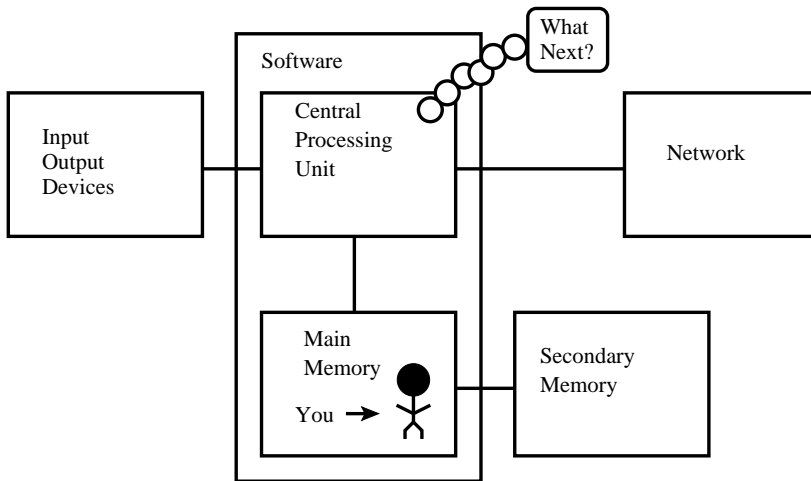 What
Next?
Software
Input
Output
Devices
Central
Processing
Unit
Network
Main
Memory
You
Secondary
Memory